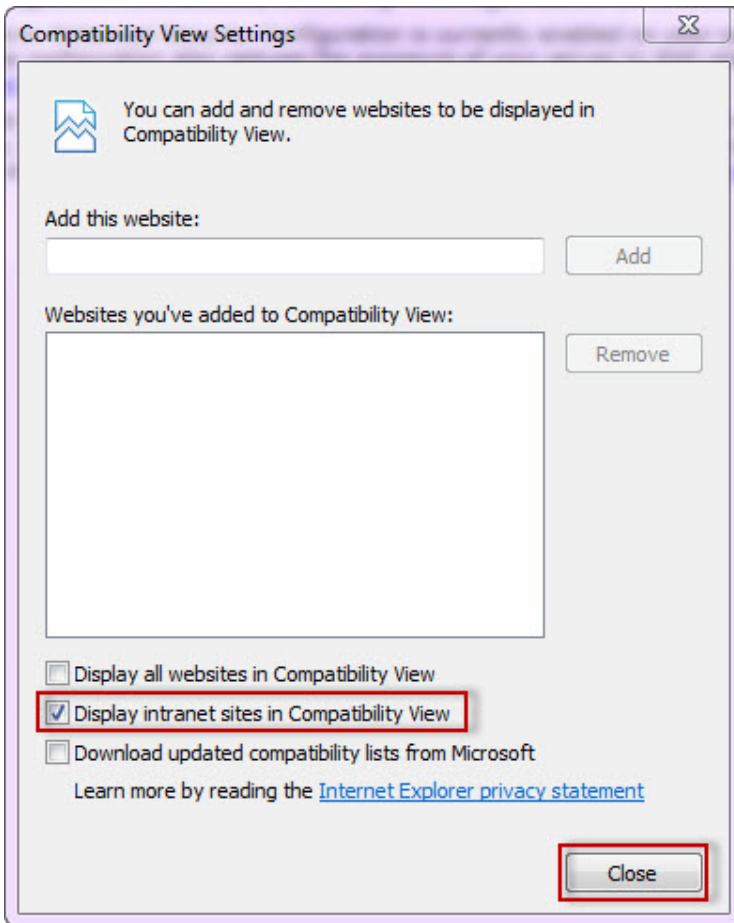 Compatibility View Settings
You can add and remove websites to be displayed in
Compatibility View.
Add this website:
Add
Websites you've added to Compatibility View:
Remove
Display all websites in Compatibility View
Display intranet sites in Compatibility View
Download updated compatibility lists from Microsoft
Learn more by reading the Internet Explorer privacy statement
Close